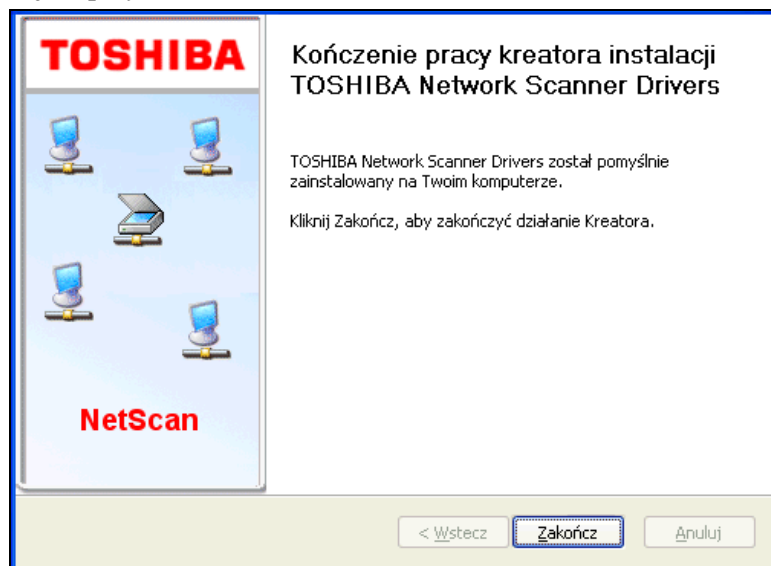 TOSHIBA
NetScan
Kończenie pracy kreatora instalacji
TOSHIBA Network Scanner Drivers
TOSHIBA Network Scanner Drivers został pomyślnie
zainstalowany na Twoim komputerze.
Kliknij Zakończ, aby zakończyć działanie Kreatora.
< Wstecz
Zakończ
Anuluj